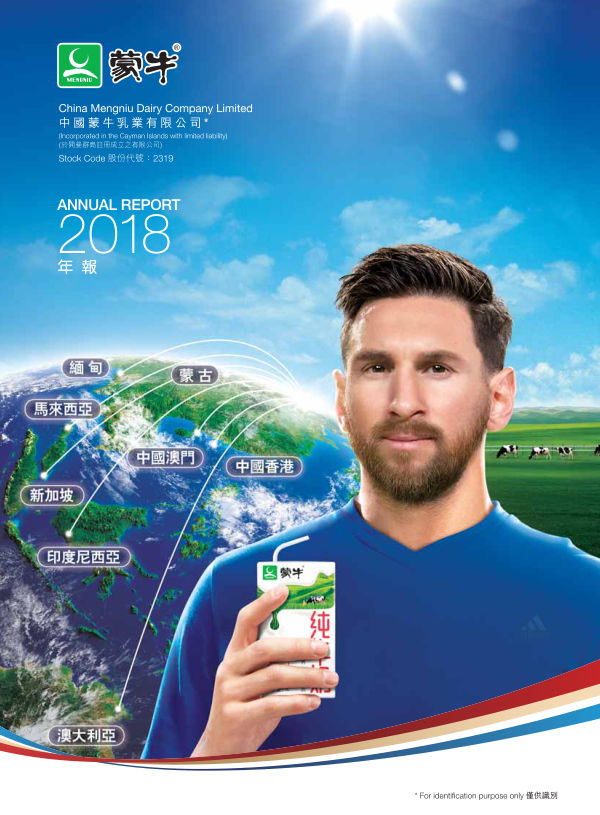 蒙牛®
MENGNIU
China Mengniu Dairy Company Limited
中國蒙牛乳業有限公司*
(Incorporated in the Cayman Islands with limited liability)
(於開曼群島註冊成立之有限公司)
Stock Code 股份代號：2319
ANNUAL REPORT
2018
年報
緬甸
蒙古
馬來西亞
中國澳門
中國香港
新加坡
印度尼西亞
蒙牛
純
adidas
澳大利亞
* For identification purpose only 僅供識別